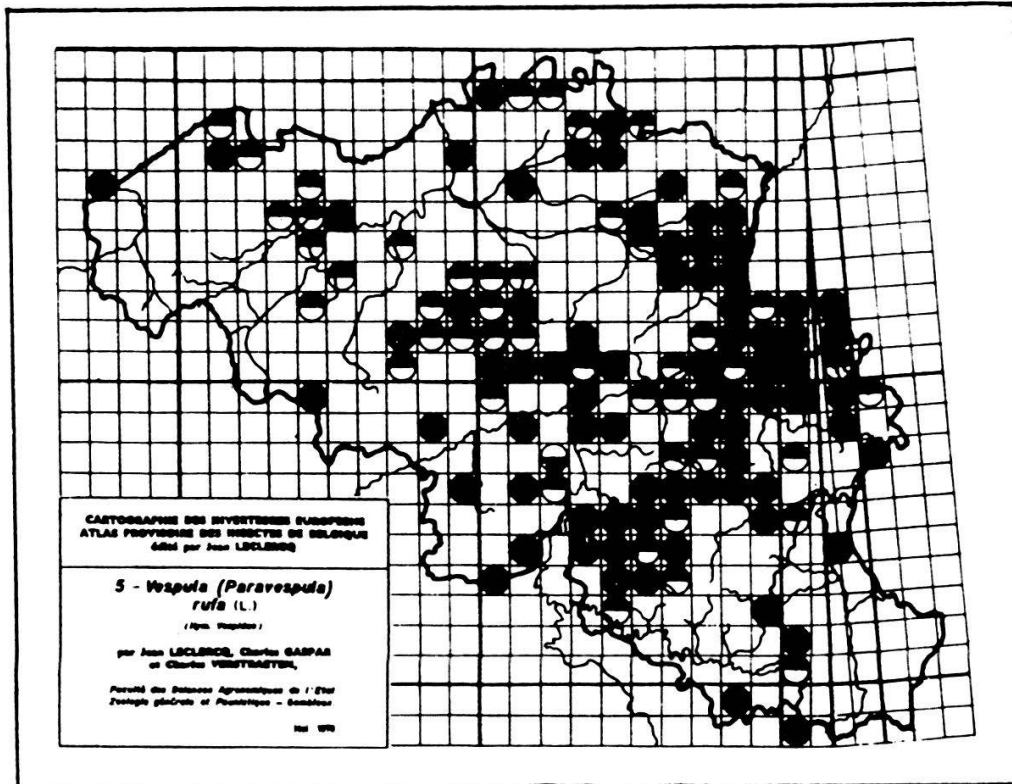 CARTOGRAPHIE DES INVERTEBRES EUROPEENS
ATLAS PROVISOIRE DES INSECTES DE BELGIQUE
édité par Jean LECLERCQ
5 - Vespula (Paravespula)
rufa (L.)
(Hym. Vespidae)
par Jean LECLERCQ, Charles GASPAR
et Charles VERSTRAETEN,
Faculté des Sciences Agronomiques de l'Etat
Zoologie générale et Faunistique - Gembloux